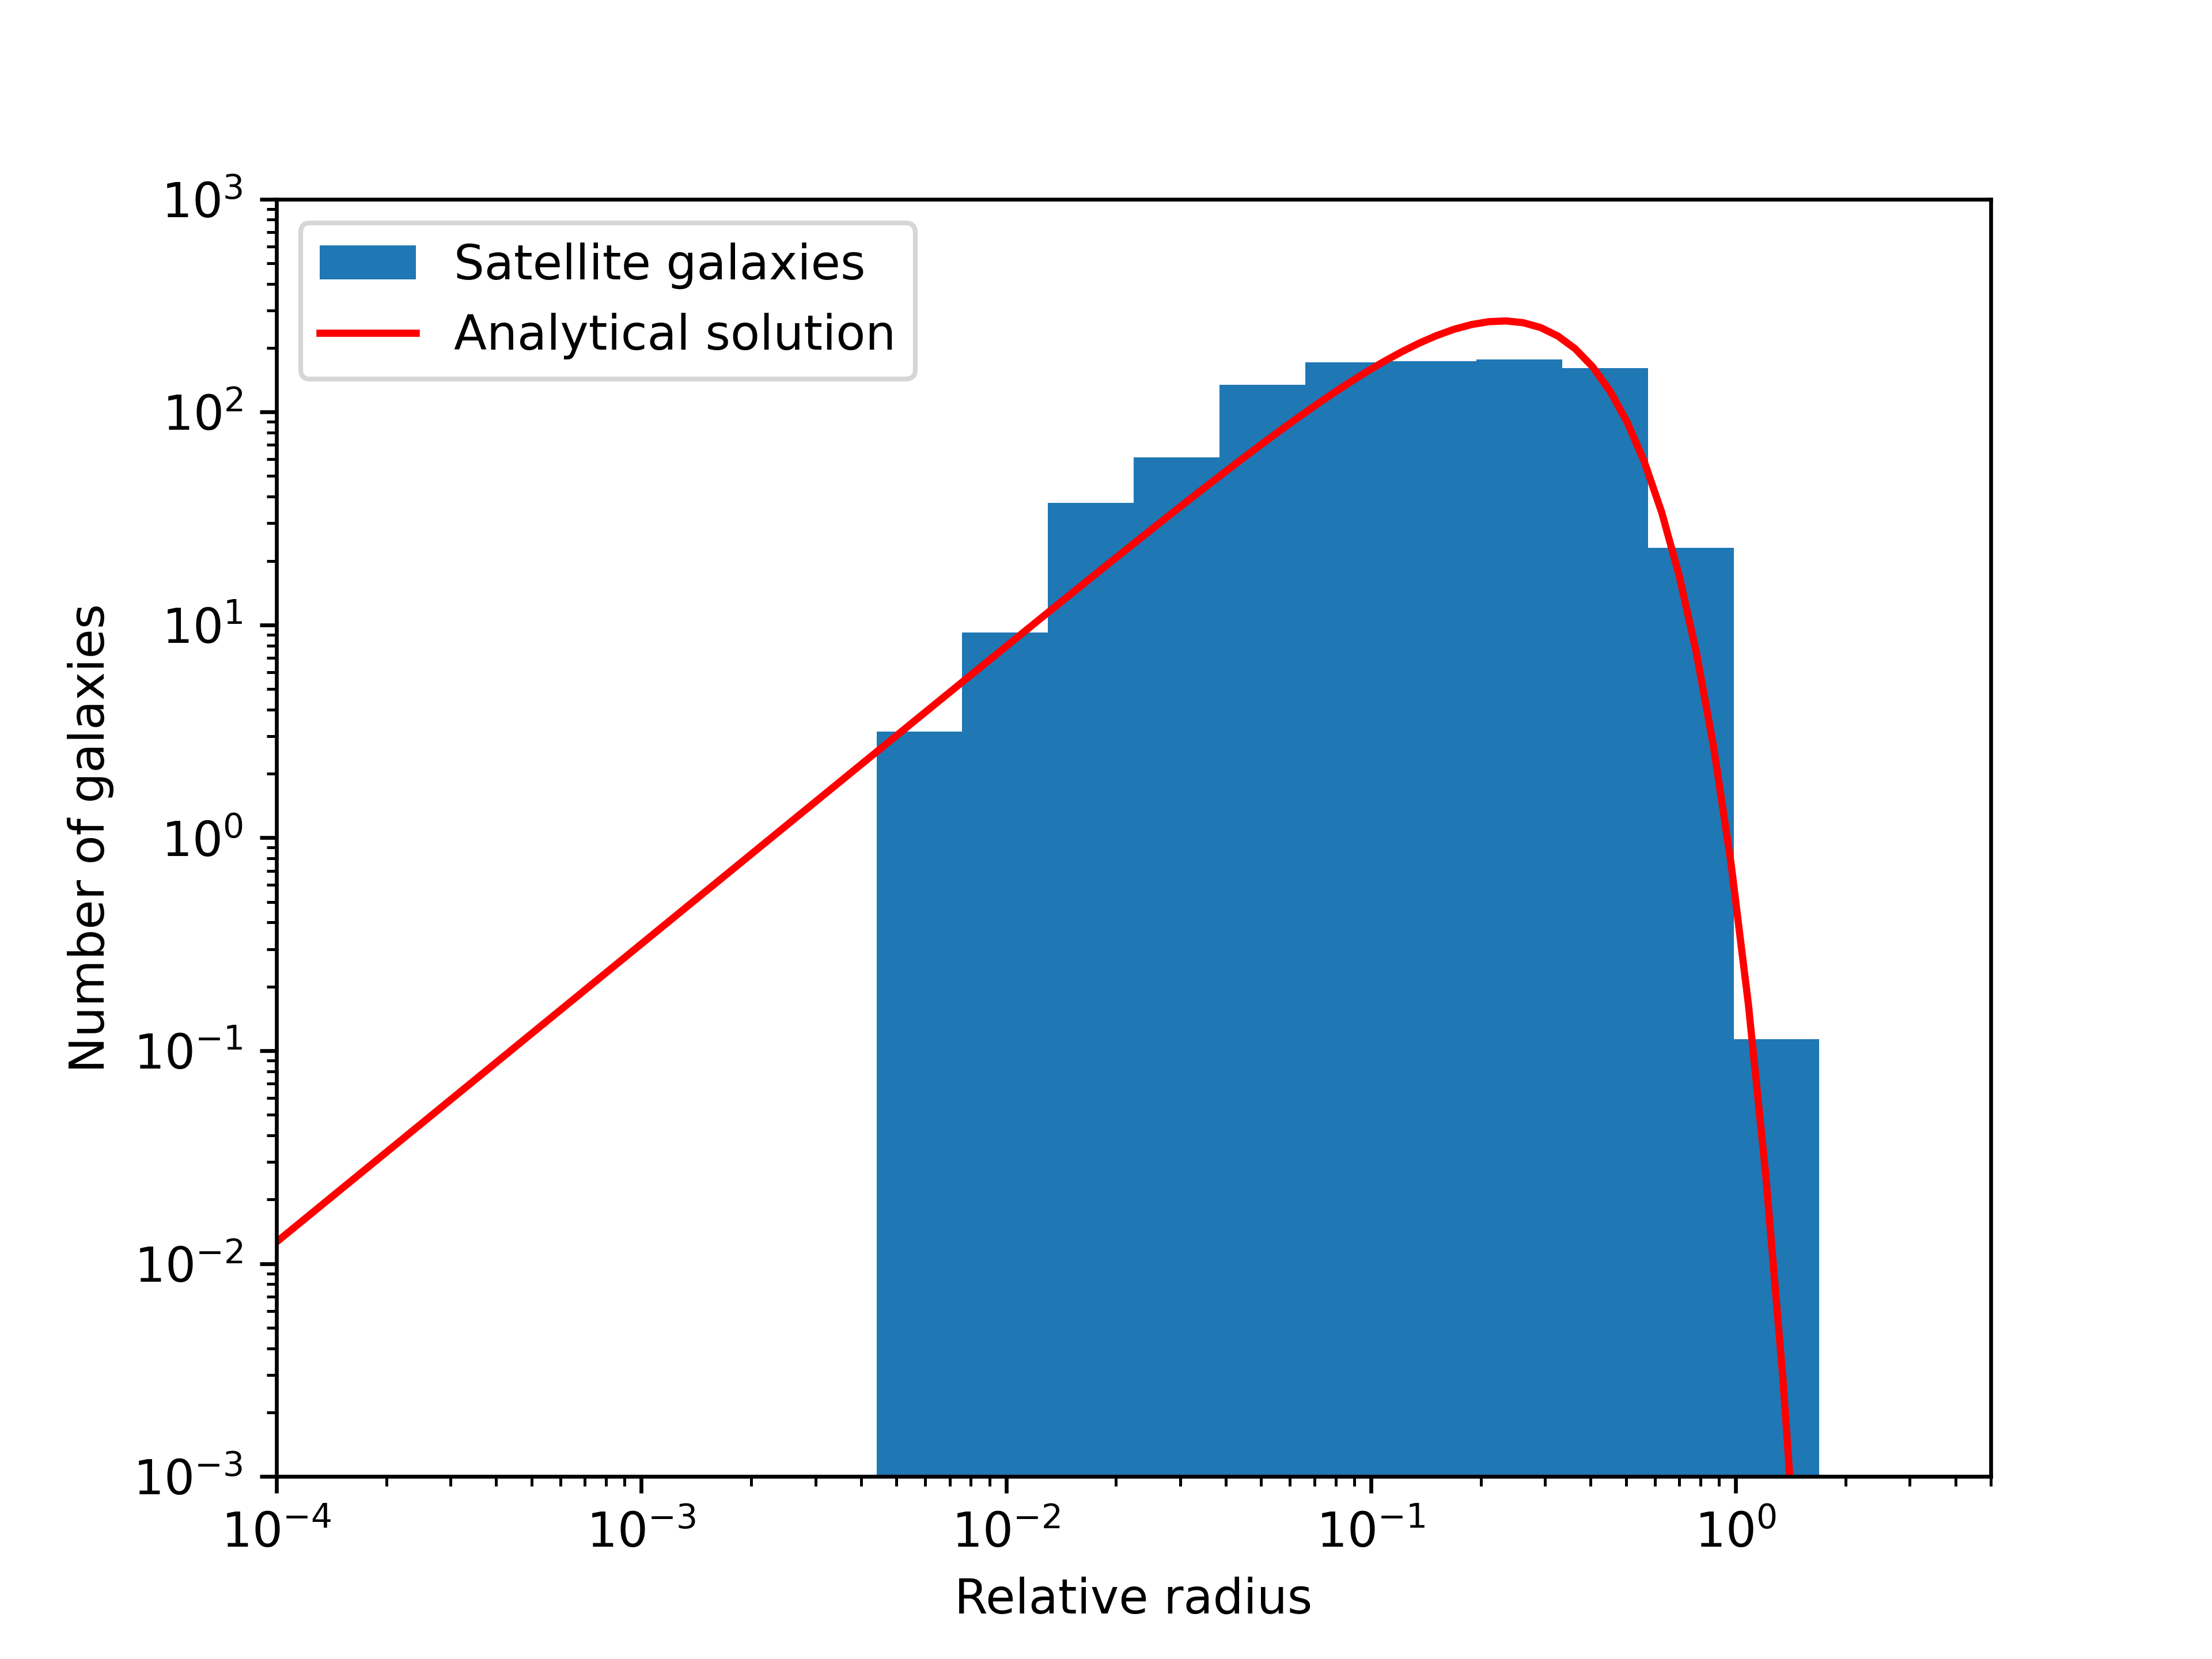 Satellite galaxies
Analytical solution
Number of galaxies
10³
10²
10¹
10⁰
10⁻¹
10⁻²
10⁻³
10⁻⁴ 10⁻³ 10⁻² 10⁻¹ 10⁰
Relative radius